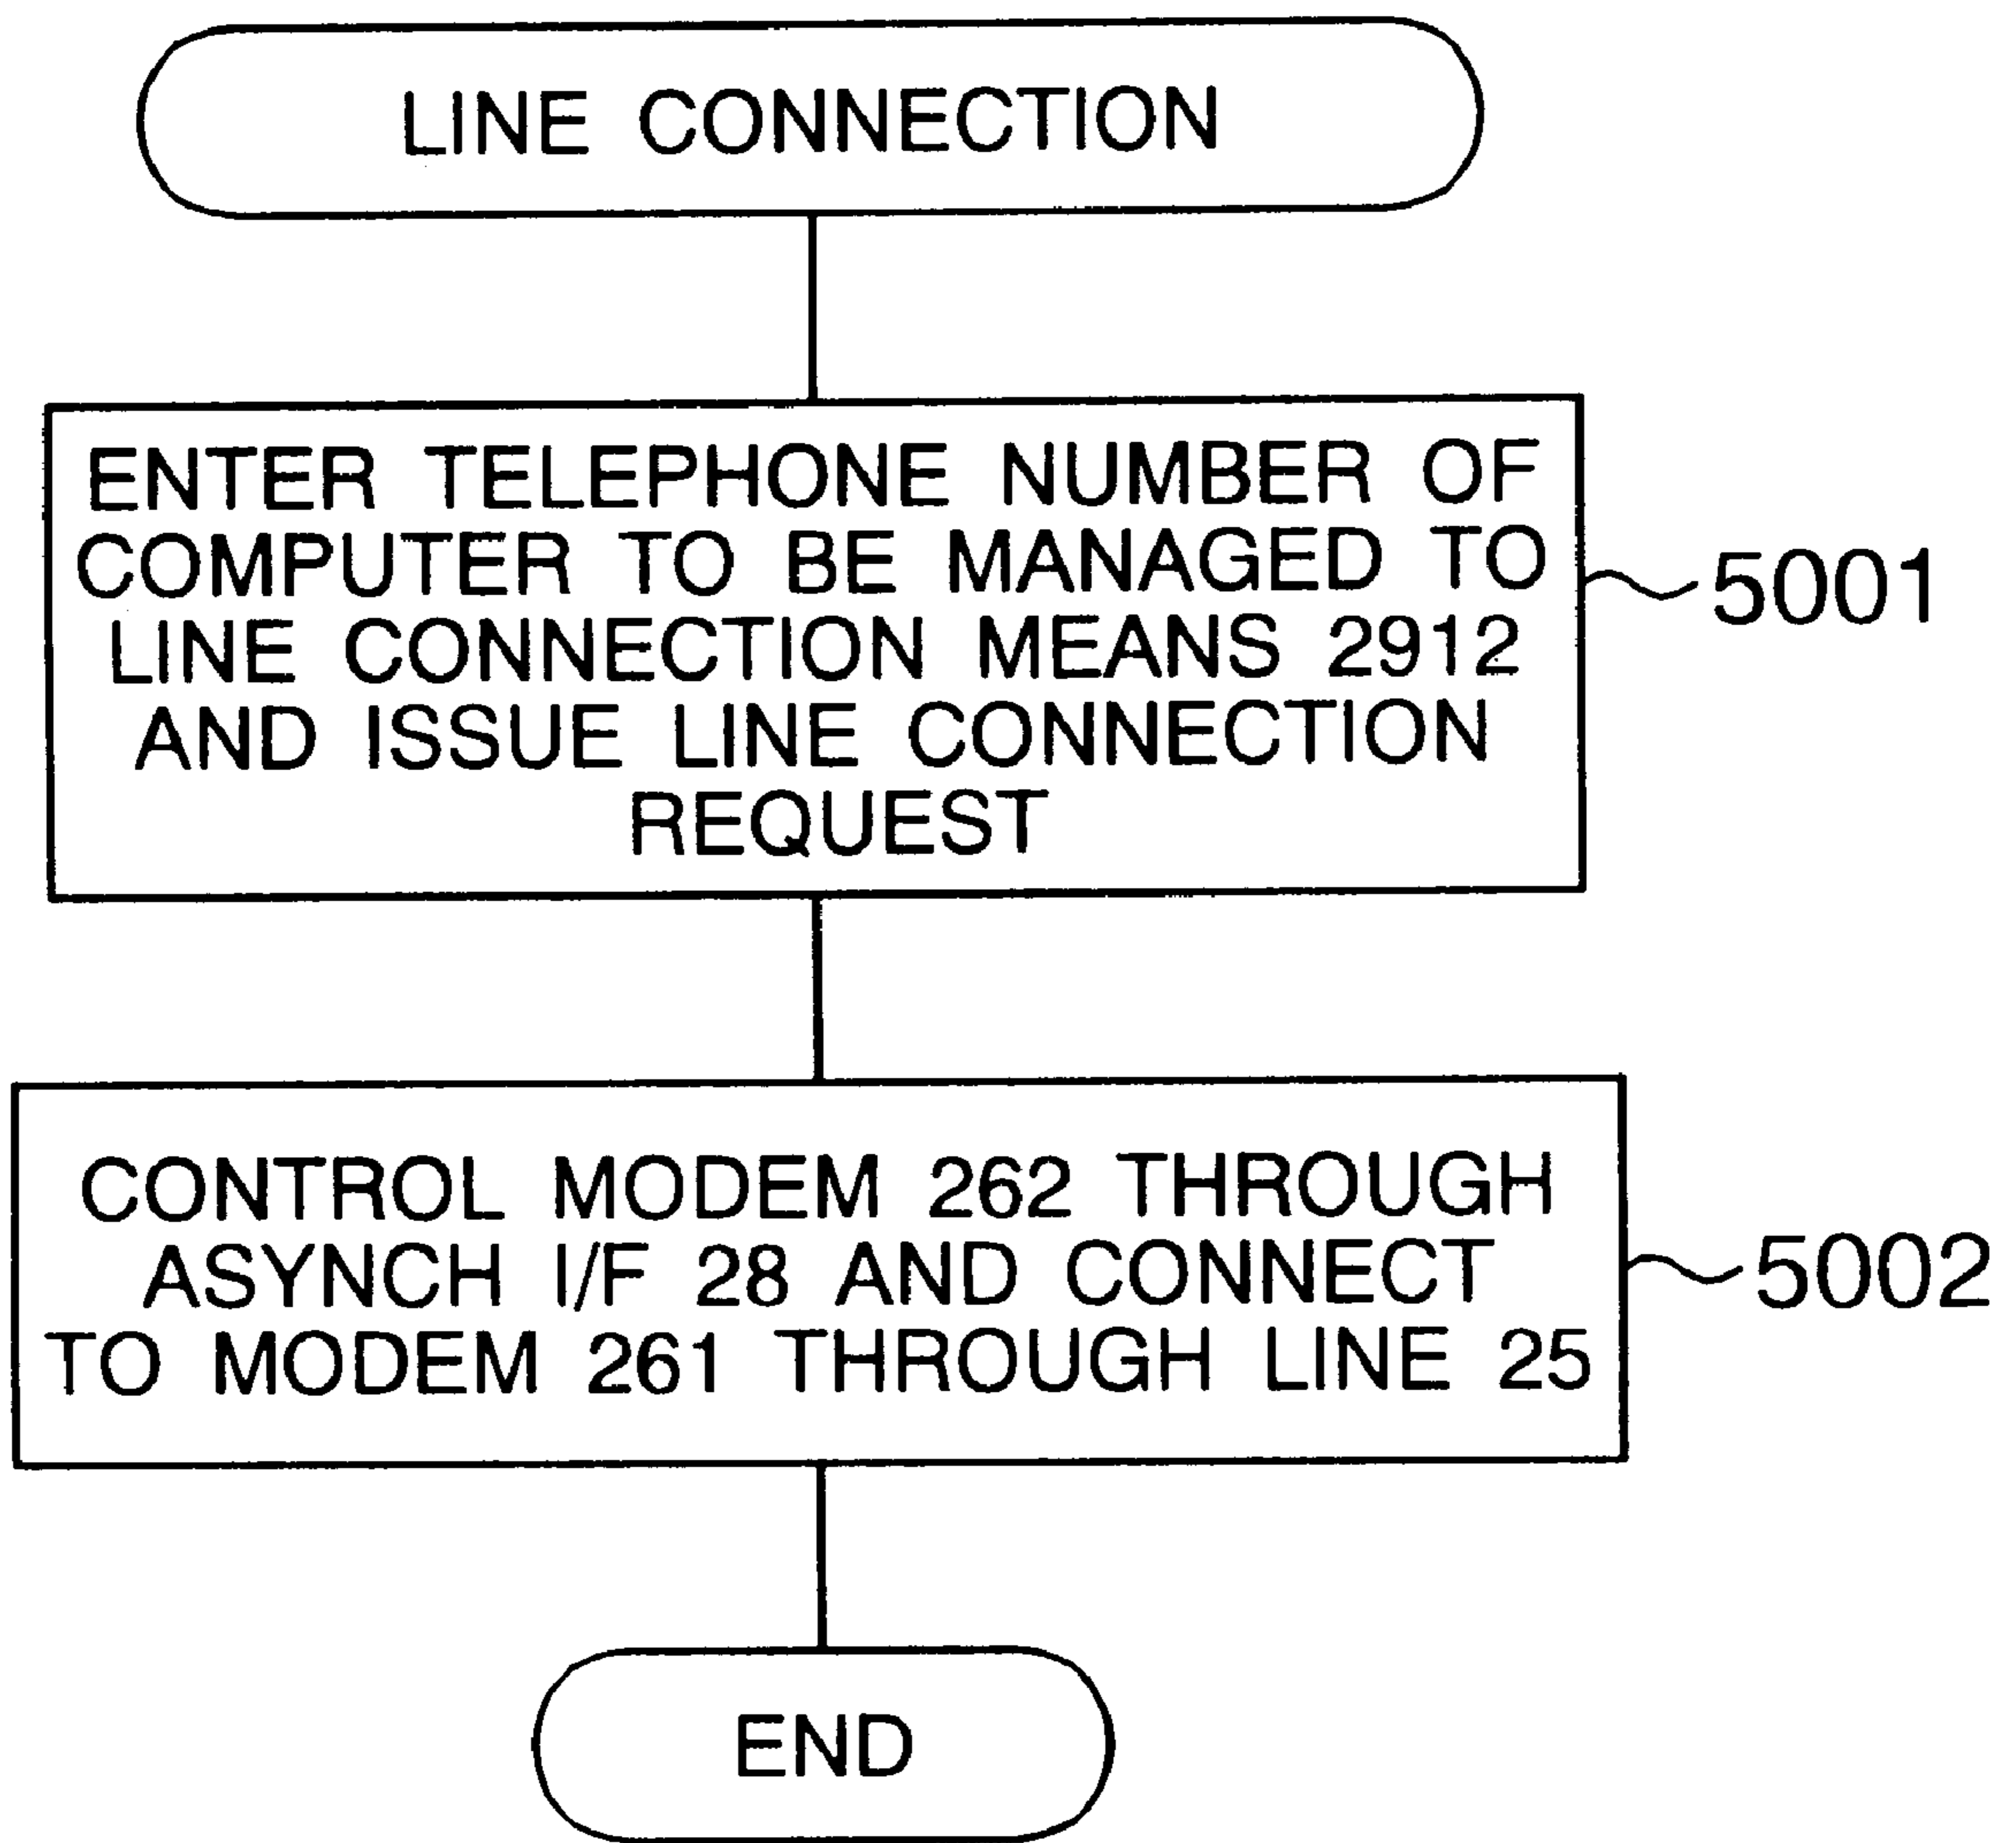 LINE CONNECTION
ENTER TELEPHONE NUMBER OF
COMPUTER TO BE MANAGED TO
LINE CONNECTION MEANS 2912
AND ISSUE LINE CONNECTION
REQUEST
5001
CONTROL MODEM 262 THROUGH
ASYNCH I/F 28 AND CONNECT
TO MODEM 261 THROUGH LINE 25
5002
END